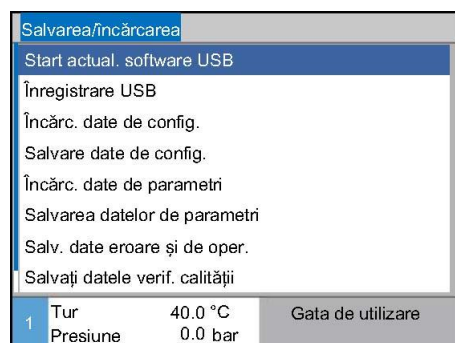 Salvarea/încărcarea
Start actual. software USB
Înregistrare USB
Încărc. date de config.
Salvare date de config.
Încărc. date de parametri
Salvarea datelor de parametri
Salv. date eroare și de oper.
Salvați datele verif. calității
1 Tur 40.0 °C Gata de utilizare
Presiune 0.0 bar